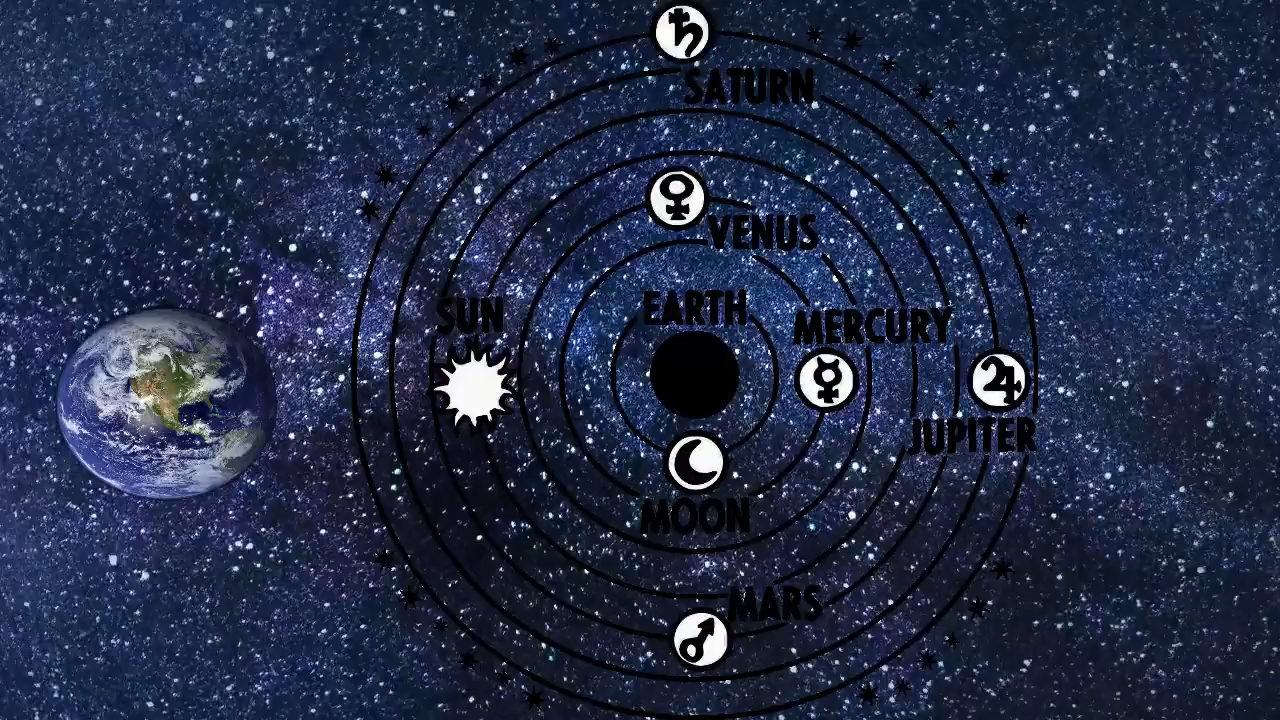 SATURN
VENUS
SUN
EARTH
MERCURY
JUPITER
MOON
MARS